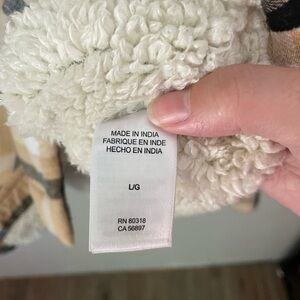 MADE IN INDIA
FABRIQUE EN INDE
HECHO EN INDIA
L/G
RN 80318
CA 56897